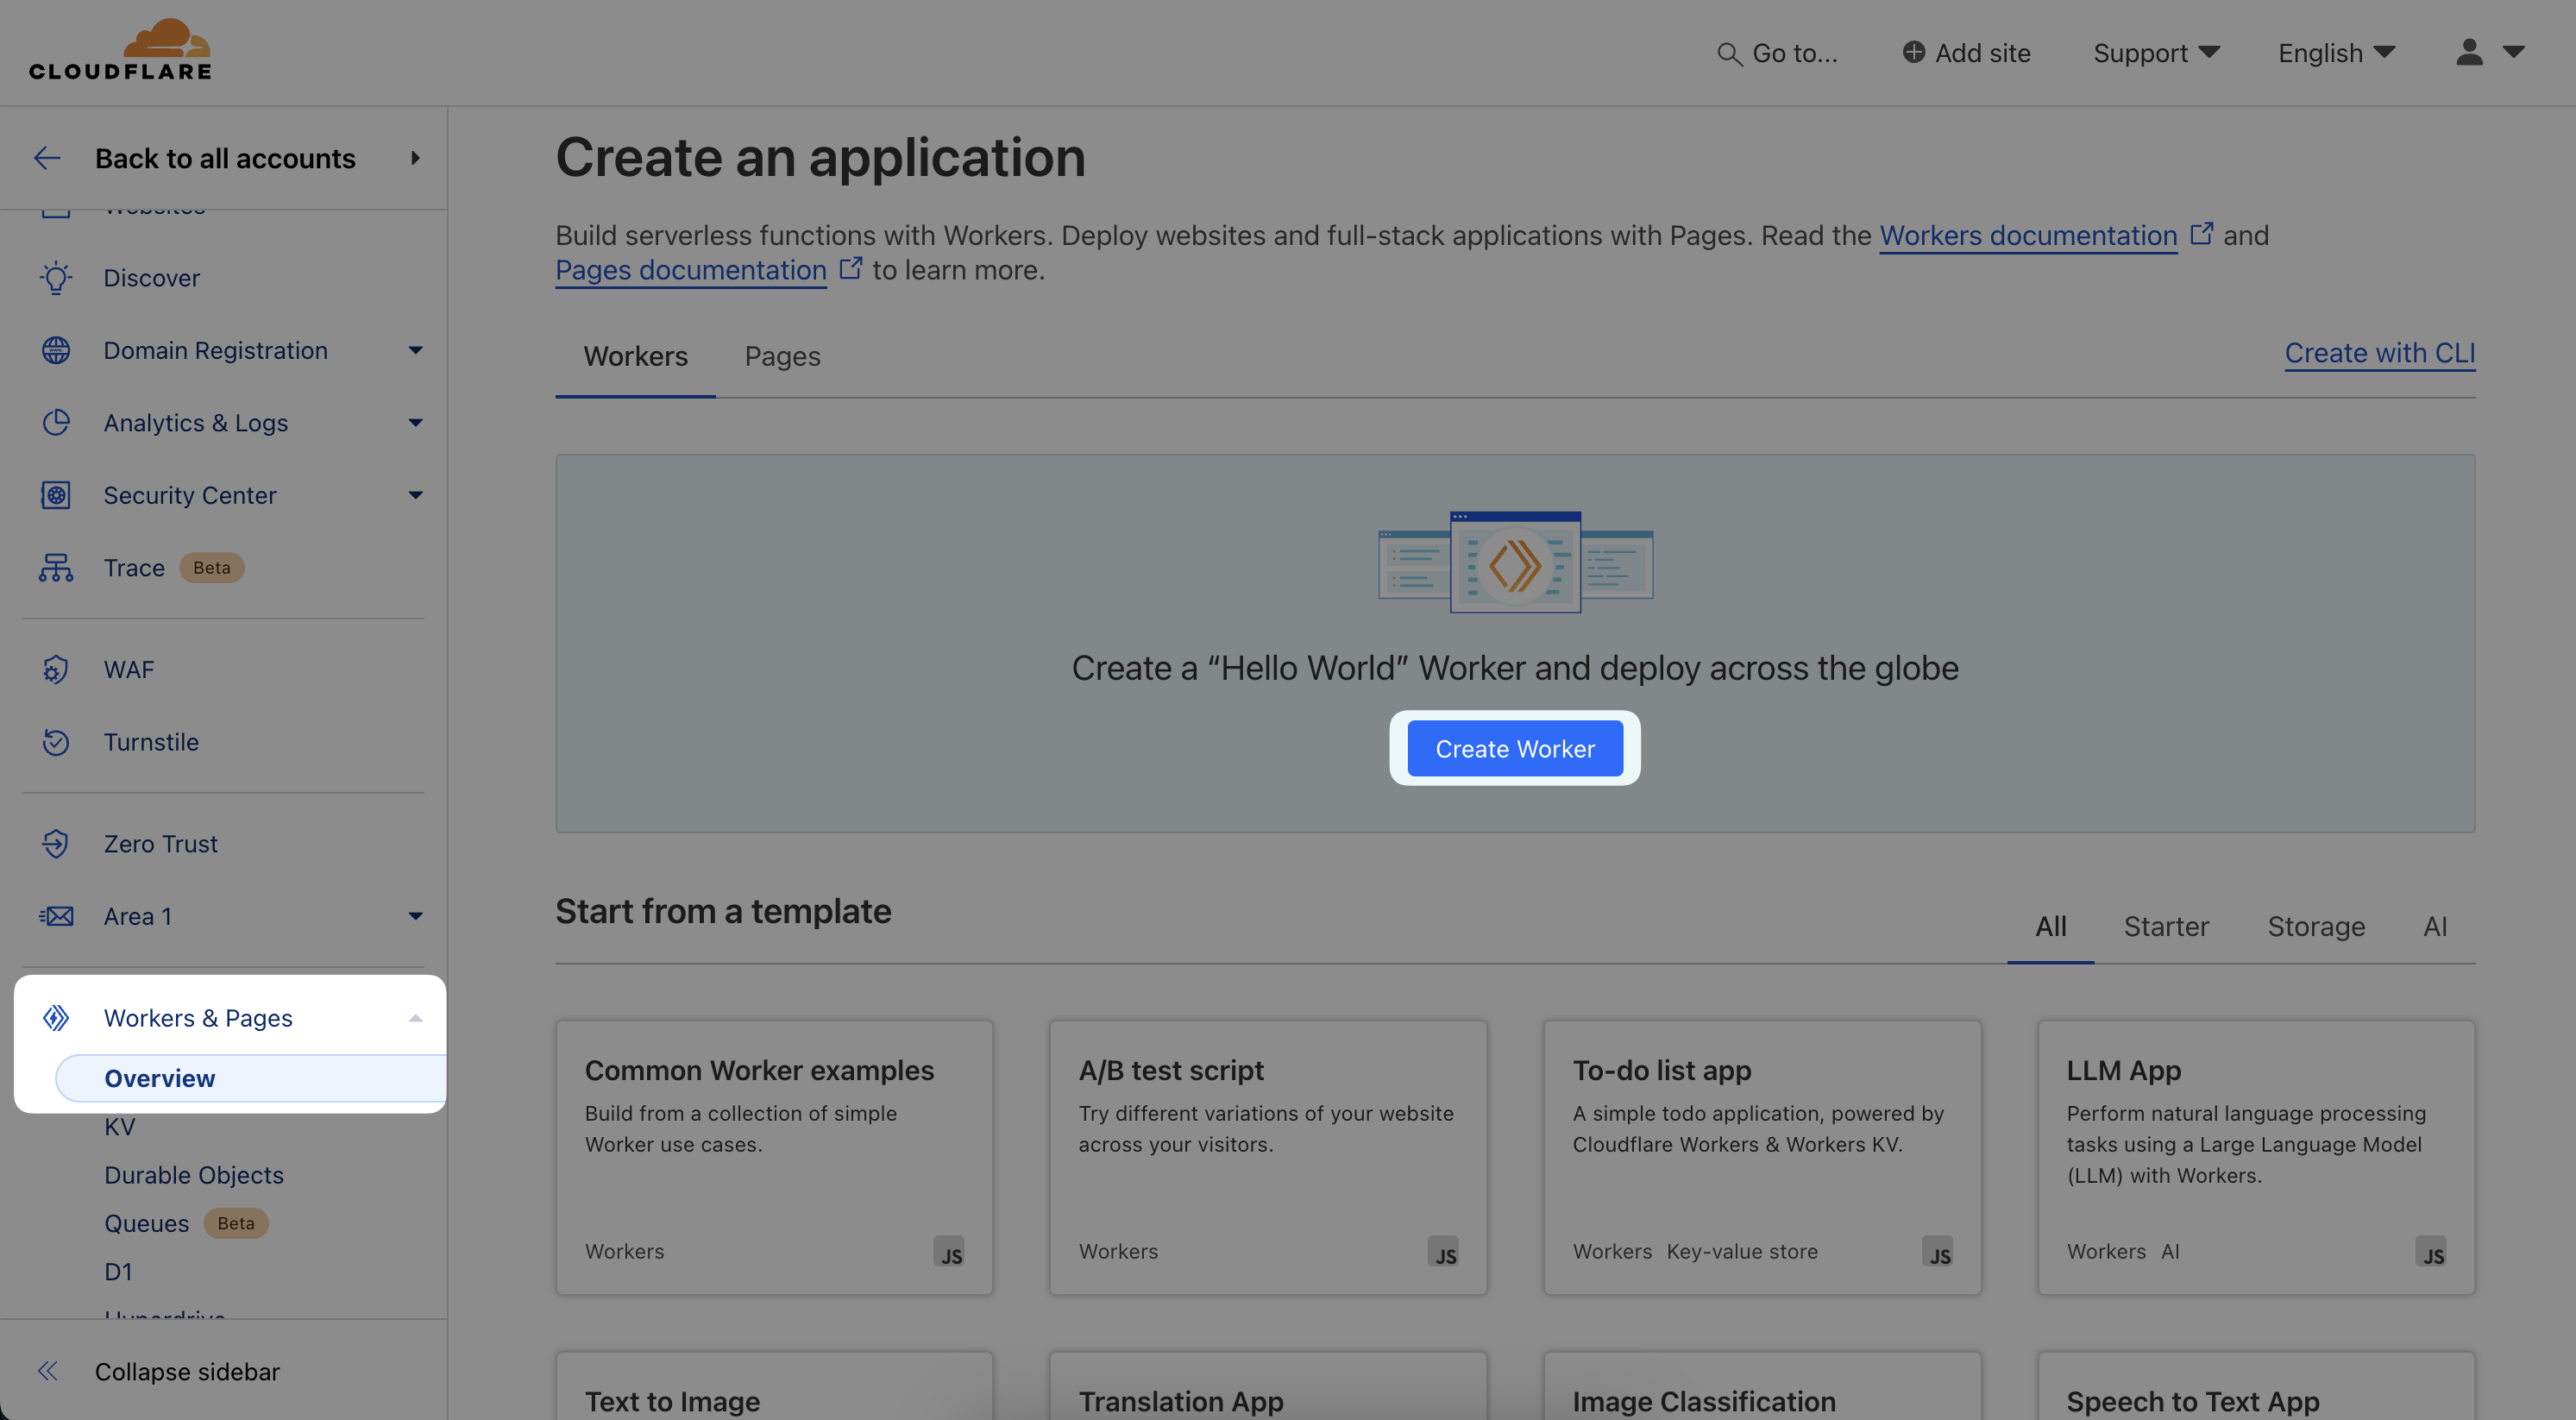 CLOUDFLARE
Go to...
Add site
Support
English
Back to all accounts
Websites
Discover
Domain Registration
Analytics & Logs
Security Center
Trace Beta
WAF
Turnstile
Zero Trust
Area 1
Workers & Pages
Overview
KV
Durable Objects
Queues Beta
D1
Hyperdrive
Collapse sidebar
Create an application
Build serverless functions with Workers. Deploy websites and full-stack applications with Pages. Read the Workers documentation and
Pages documentation to learn more.
Workers Pages
Create with CLI
Create a “Hello World” Worker and deploy across the globe
Create Worker
Start from a template
All Starter Storage AI
Common Worker examples
Build from a collection of simple
Worker use cases.
Workers
JS
A/B test script
Try different variations of your website
across your visitors.
Workers
JS
To-do list app
A simple todo application, powered by
Cloudflare Workers & Workers KV.
Workers Key-value store
JS
LLM App
Perform natural language processing
tasks using a Large Language Model
(LLM) with Workers.
Workers AI
JS
Text to Image
Translation App
Image Classification
Speech to Text App